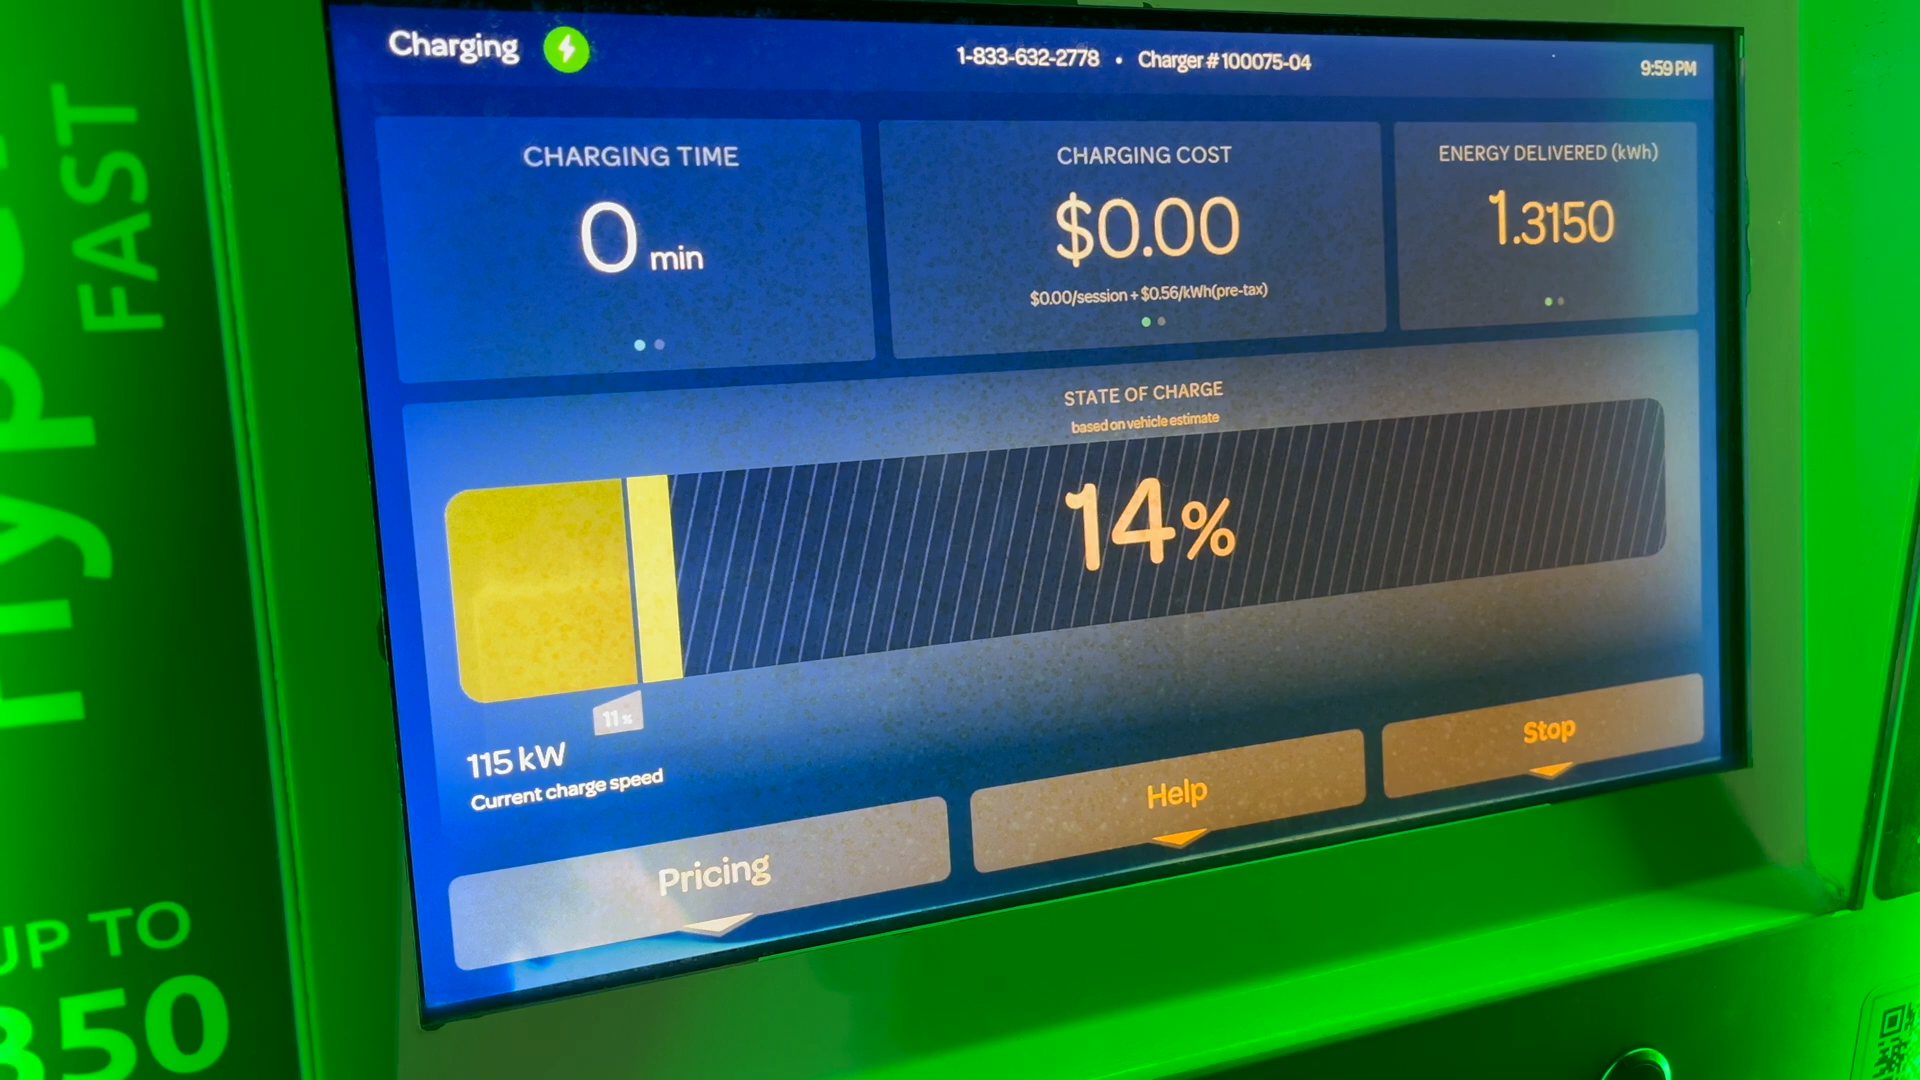 Charging
1-833-632-2778 • Charger # 100075-04
9:59 PM
CHARGING TIME
0 min
CHARGING COST
$0.00
$0.00/session + $0.56/kWh(pre-tax)
ENERGY DELIVERED (kWh)
1.3150
STATE OF CHARGE
based on vehicle estimate
14%
11%
115 kW
Current charge speed
Pricing
Help
Stop
FAST
UP TO
350